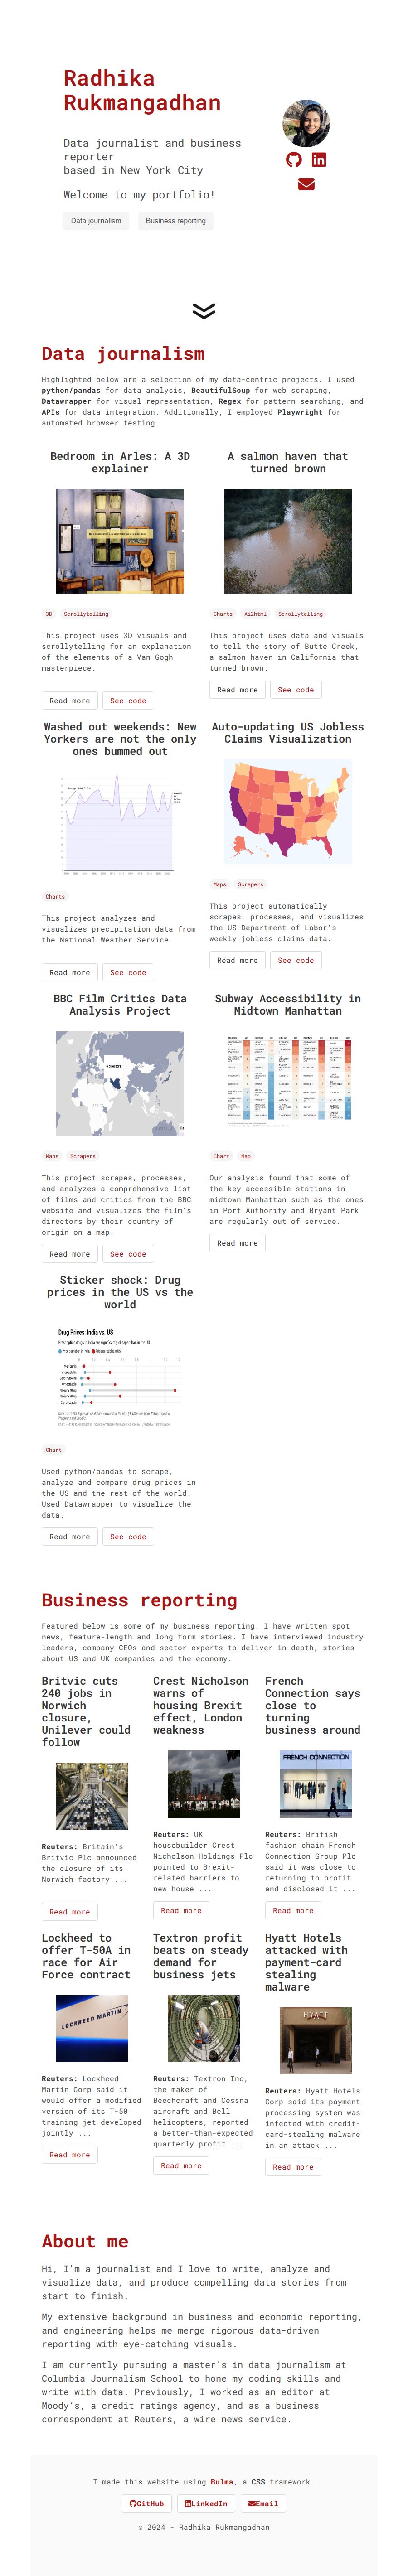 Radhika
Rukmangadhan
Data journalist and business
reporter
based in New York City
Welcome to my portfolio!
Data journalism
Business reporting
Data journalism
Highlighted below are a selection of my data-centric projects. I used
python/pandas for data analysis, BeautifulSoup for web scraping,
Datawrapper for visual representation, Regex for pattern searching, and
APIs for data integration. Additionally, I employed Playwright for
automated browser testing.
Bedroom in Arles: A 3D
explainer
3D
Scrollytelling
This project uses 3D visuals and
scrollytelling for an explanation
of the elements of a Van Gogh
masterpiece.
Read more
See code
A salmon haven that
turned brown
Charts
Ai2html
Scrollytelling
This project uses data and visuals
to tell the story of Butte Creek,
a salmon haven in California that
turned brown.
Read more
See code
Washed out weekends: New
Yorkers are not the only
ones bummed out
Charts
This project analyzes and
visualizes precipitation data from
the National Weather Service.
Read more
See code
Auto-updating US Jobless
Claims Visualization
Maps
Scrapers
This project automatically
scrapes, processes, and visualizes
the US Department of Labor's
weekly jobless claims data.
Read more
See code
BBC Film Critics Data
Analysis Project
Maps
Scrapers
This project scrapes, processes,
and analyzes a comprehensive list
of films and critics from the BBC
website and visualizes the film's
directors by their country of
origin on a map.
Read more
See code
Subway Accessibility in
Midtown Manhattan
Chart
Map
Our analysis found that some of
the key accessible stations in
midtown Manhattan such as the ones
in Port Authority and Bryant Park
are regularly out of service.
Read more
Sticker shock: Drug
prices in the US vs the
world
Drug Prices: India vs. US
Prescription drugs in India are significantly cheaper than in the US
Chart
Used python/pandas to scrape,
analyze and compare drug prices in
the US and the rest of the world.
Used Datawrapper to visualize the
data.
Read more
See code
Business reporting
Featured below is some of my business reporting. I have written spot
news, feature-length and long form stories. I have interviewed industry
leaders, company CEOs and sector experts to deliver in-depth, stories
about US and UK companies and the economy.
Britvic cuts
240 jobs in
Norwich
closure,
Unilever could
follow
Reuters: Britain's
Britvic Plc announced
the closure of its
Norwich factory ...
Read more
Crest Nicholson
warns of
housing Brexit
effect, London
weakness
Reuters: UK
housebuilder Crest
Nicholson Holdings Plc
pointed to Brexit-
related barriers to
new house ...
Read more
French
Connection says
close to
turning
business around
FRENCH CONNECTION
Reuters: British
fashion chain French
Connection Group Plc
said it was close to
returning to profit
and disclosed it ...
Read more
Lockheed to
offer T-50A in
race for Air
Force contract
LOCKHEED MARTIN
Reuters: Lockheed
Martin Corp said it
would offer a modified
version of its T-50
training jet developed
jointly ...
Read more
Textron profit
beats on steady
demand for
business jets
Reuters: Textron Inc,
the maker of
Beechcraft and Cessna
aircraft and Bell
helicopters, reported
a better-than-expected
quarterly profit ...
Read more
Hyatt Hotels
attacked with
payment-card
stealing
malware
HYATT
Reuters: Hyatt Hotels
Corp said its payment
processing system was
infected with credit-
card-stealing malware
in an attack ...
Read more
About me
Hi, I'm a journalist and I love to write, analyze and
visualize data, and produce compelling data stories from
start to finish.
My extensive background in business and economic reporting,
and engineering helps me merge rigorous data-driven
reporting with eye-catching visuals.
I am currently pursuing a master's in data journalism at
Columbia Journalism School to hone my coding skills and
write with data. Previously, I worked as an editor at
Moody's, a credit ratings agency, and as a business
correspondent at Reuters, a wire news service.
I made this website using Bulma, a CSS framework.
GitHub
LinkedIn
Email
© 2024 - Radhika Rukmangadhan